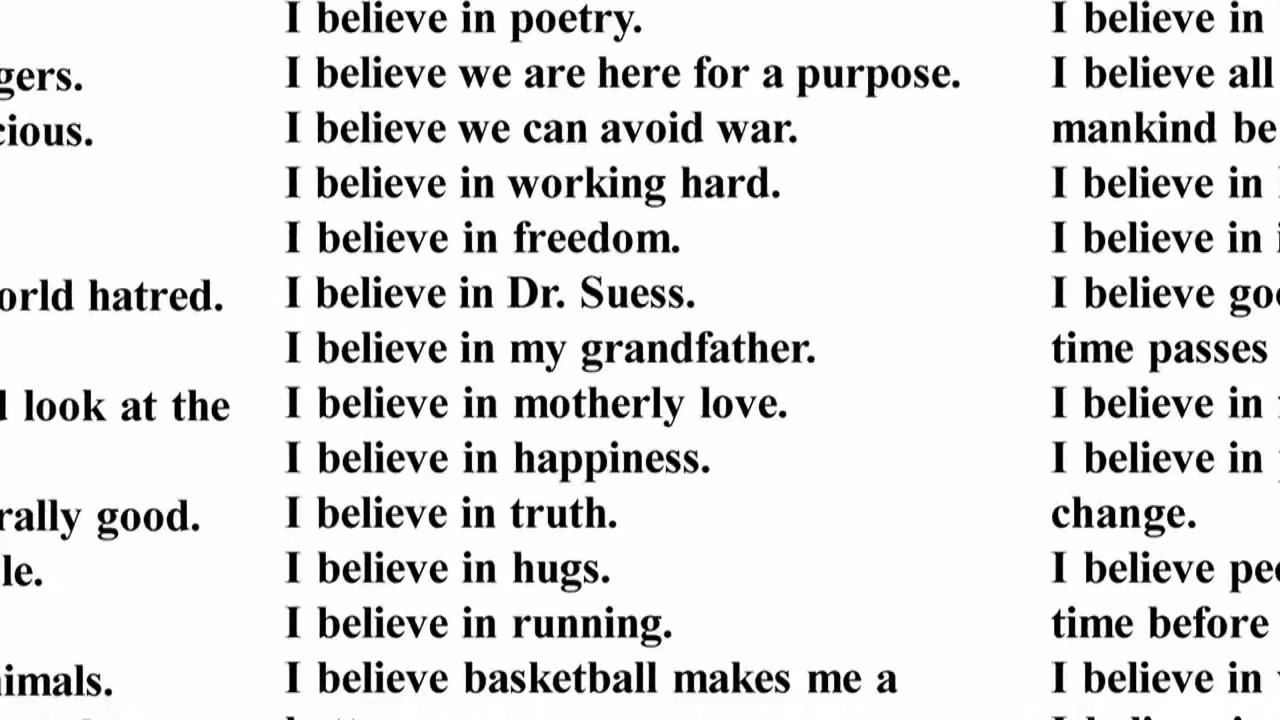 gers.
cious.
orld hatred.
look at the
rally good.
le.
nimals.
I believe in poetry.
I believe we are here for a purpose.
I believe we can avoid war.
I believe in working hard.
I believe in freedom.
I believe in Dr. Suess.
I believe in my grandfather.
I believe in motherly love.
I believe in happiness.
I believe in truth.
I believe in hugs.
I believe in running.
I believe basketball makes me a
I believe in
I believe all
mankind be
I believe in
I believe in
I believe goo
time passes
I believe in
I believe in
change.
I believe peo
time before
I believe in